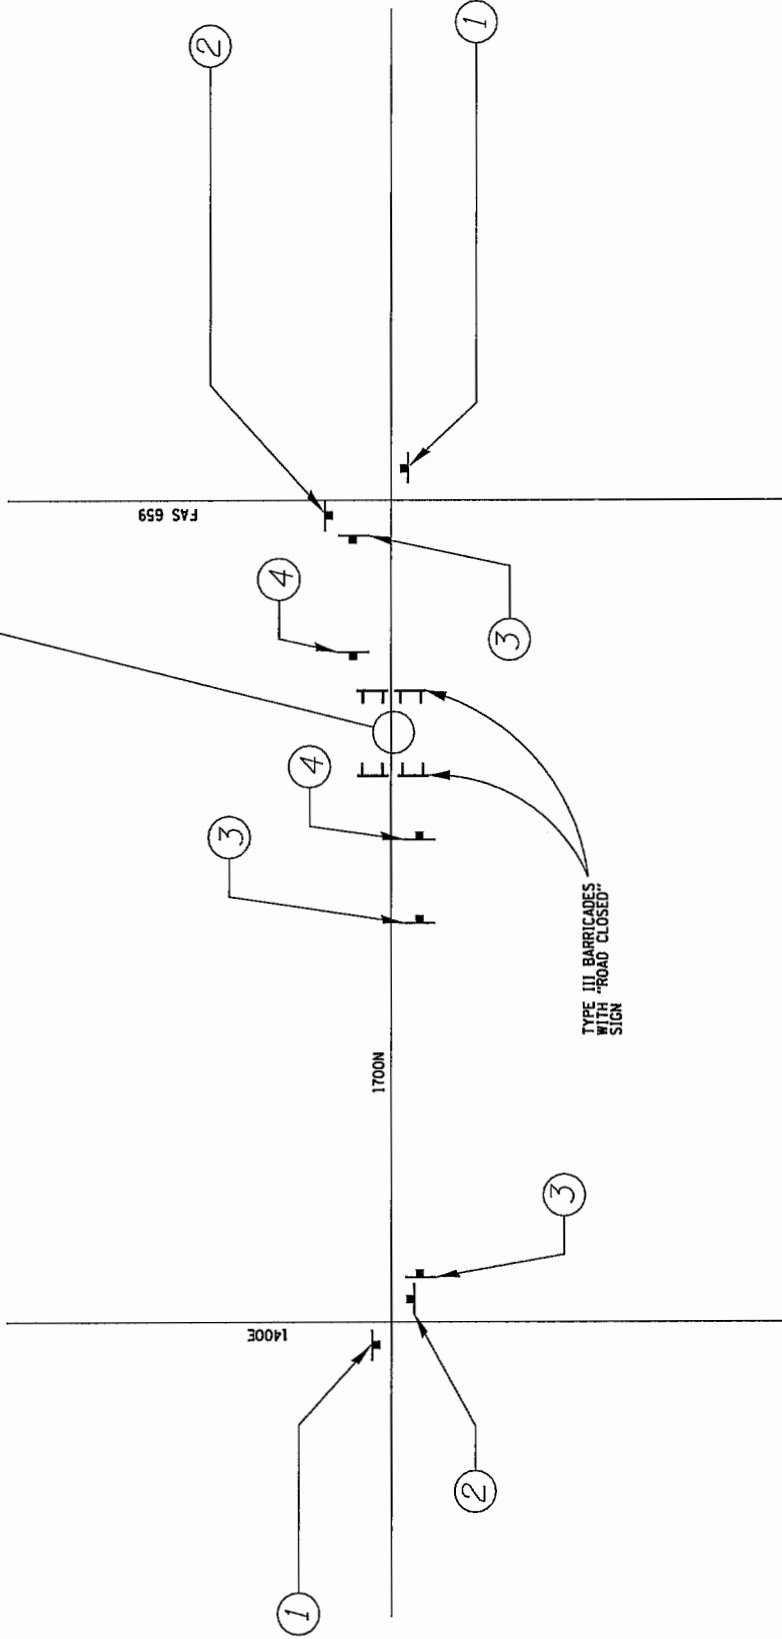 1
2
1400E
3
1700N
3
4
TYPE III BARRICADES
WITH "ROAD CLOSED"
SIGN
4
3
FAS 659
2
1